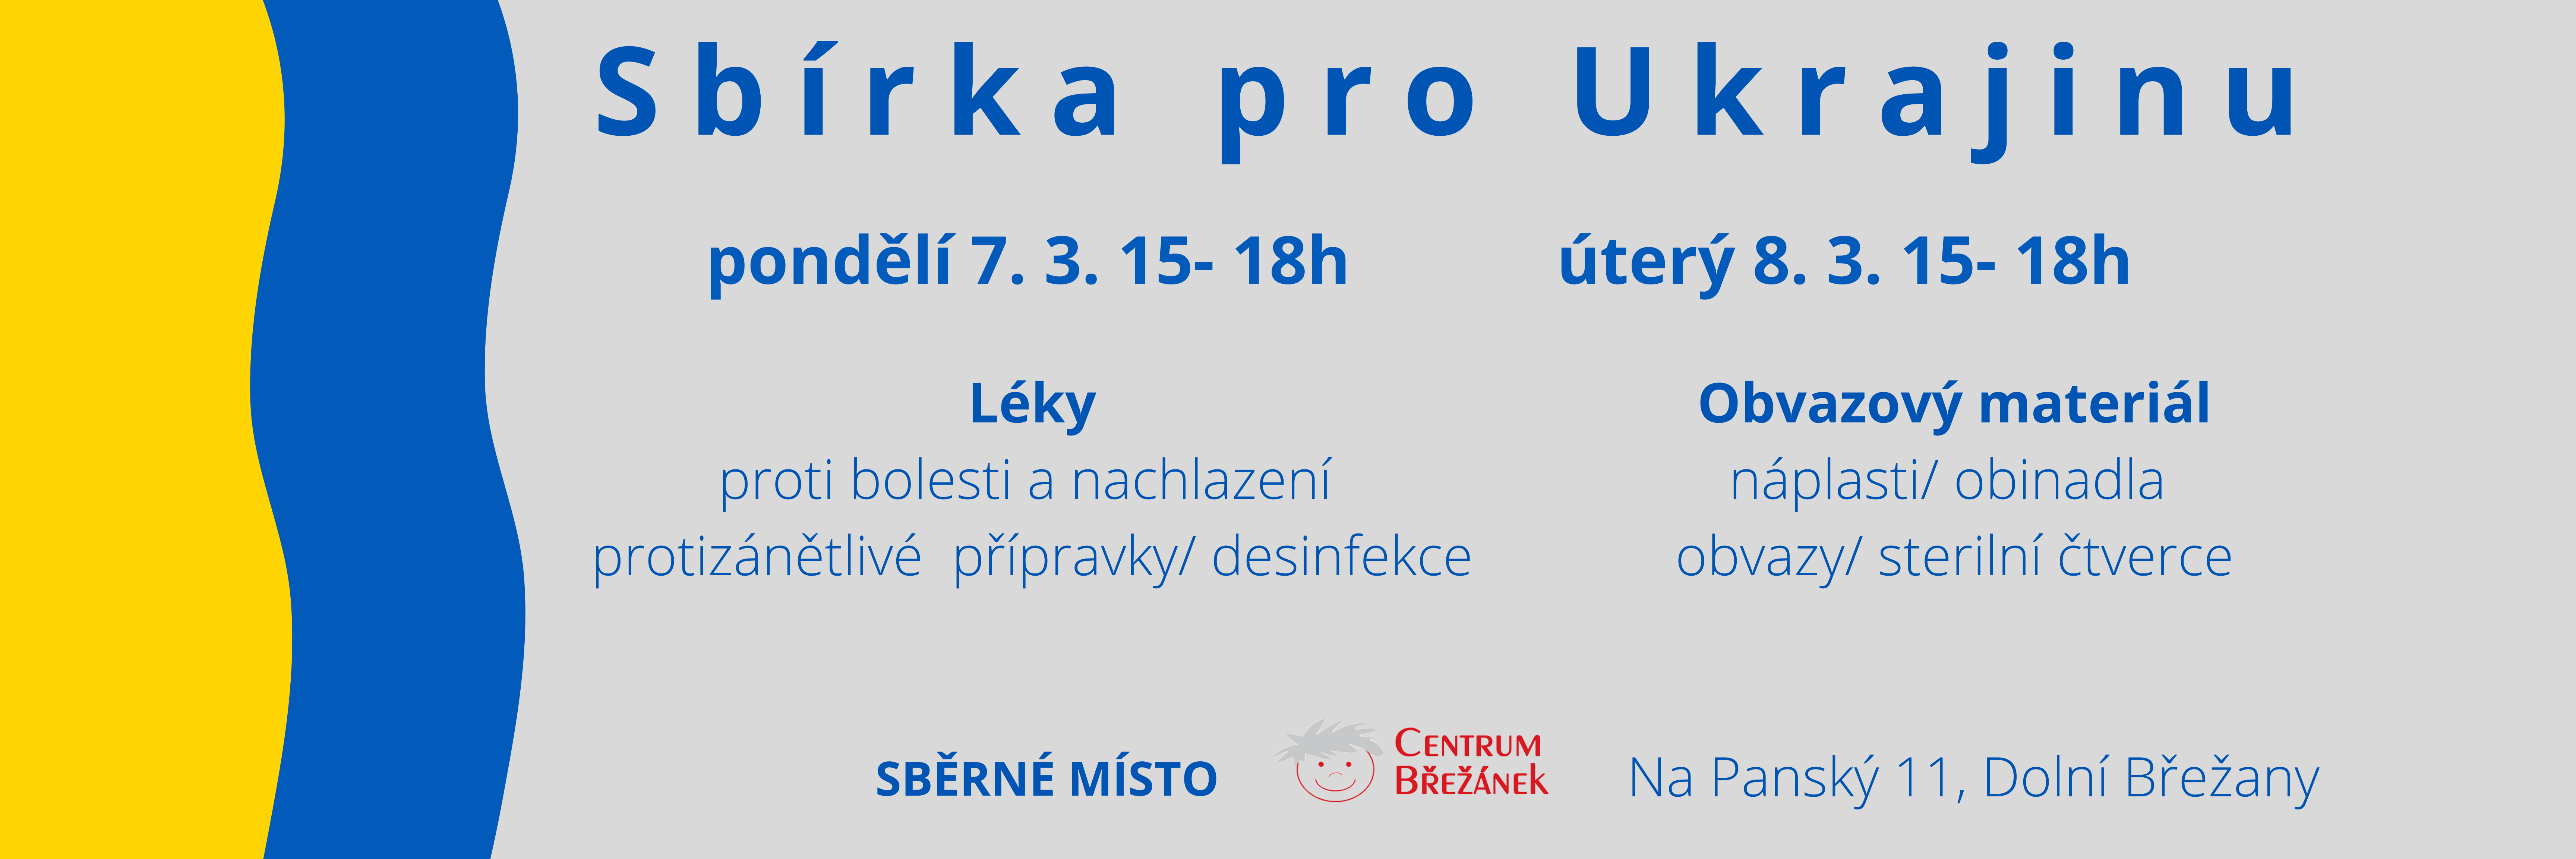 Sbírka pro Ukrajinu
pondělí 7. 3. 15- 18h
úterý 8. 3. 15- 18h
Léky
proti bolesti a nachlazení
protizánětlivé  přípravky/ desinfekce
Obvazový materiál
náplasti/ obinadla
obvazy/ sterilní čtverce
SBĚRNÉ MÍSTO
CENTRUM
BŘEŽÁNEK
Na Panský 11, Dolní Břežany